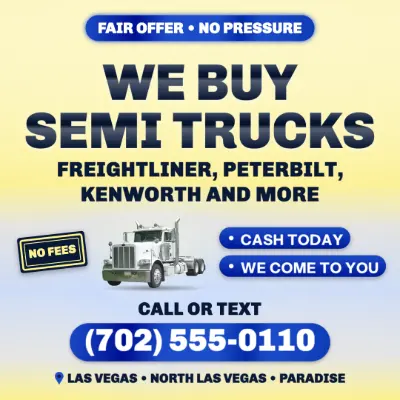 FAIR OFFER • NO PRESSURE
WE BUY
SEMI TRUCKS
FREIGHTLINER, PETERBILT,
KENWORTH AND MORE
NO FEES
• CASH TODAY
• WE COME TO YOU
CALL OR TEXT
(702) 555-0110
LAS VEGAS • NORTH LAS VEGAS • PARADISE